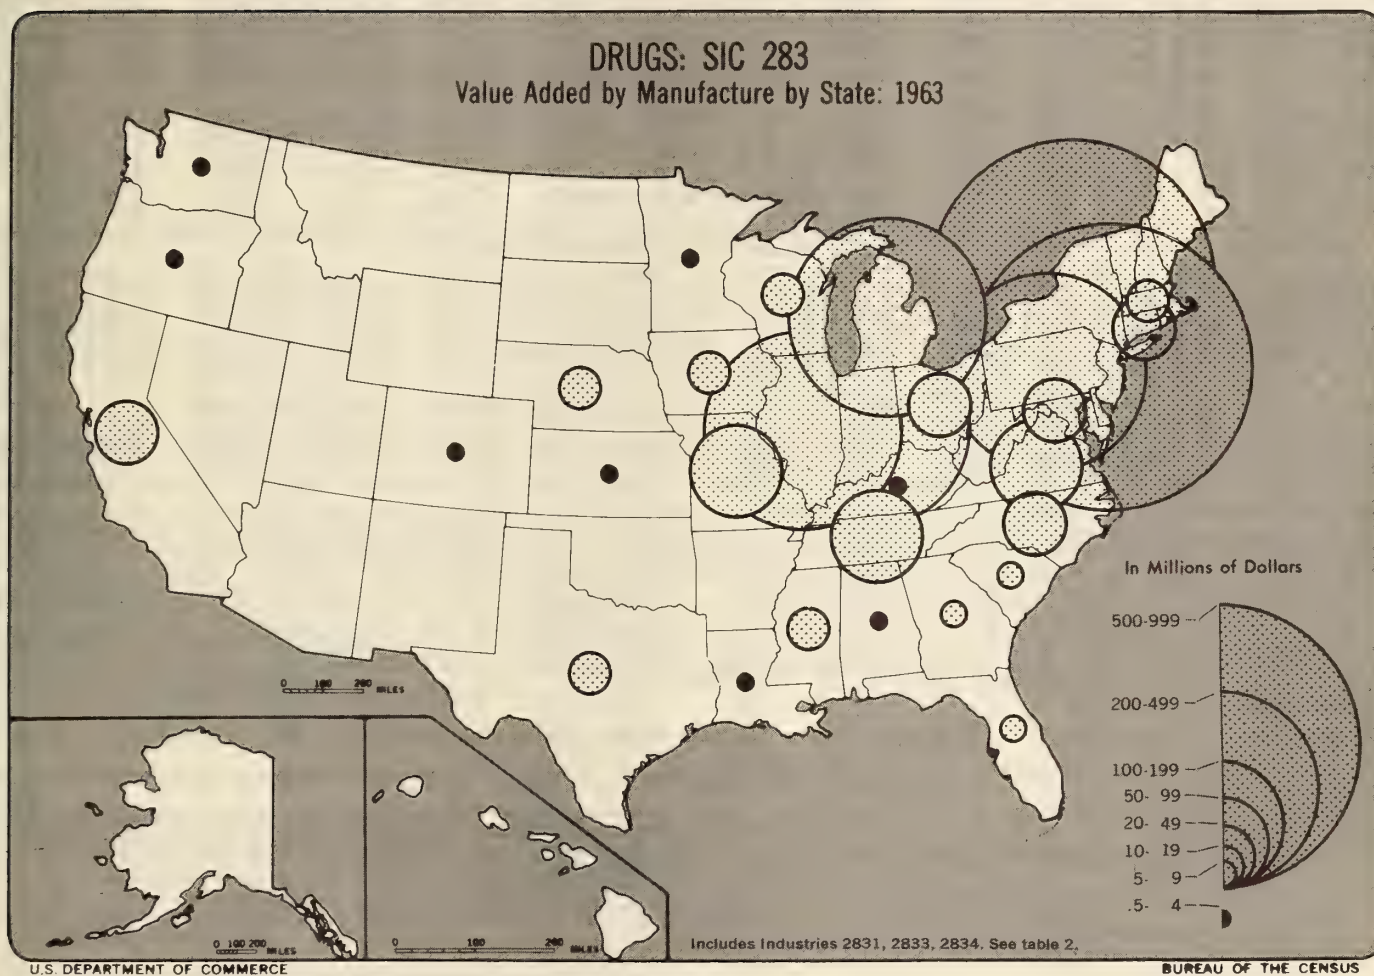 DRUGS: SIC 283
Value Added by Manufacture by State: 1963
In Millions of Dollars
500-999
200-499
100-199
50- 99
20- 49
10- 19
5- 9
.5- 4
0 100 200
MILES
0 100 200
MILES
0 100 200
MILES
Includes Industries 2831, 2833, 2834. See table 2.
U.S. DEPARTMENT OF COMMERCE
BUREAU OF THE CENSUS